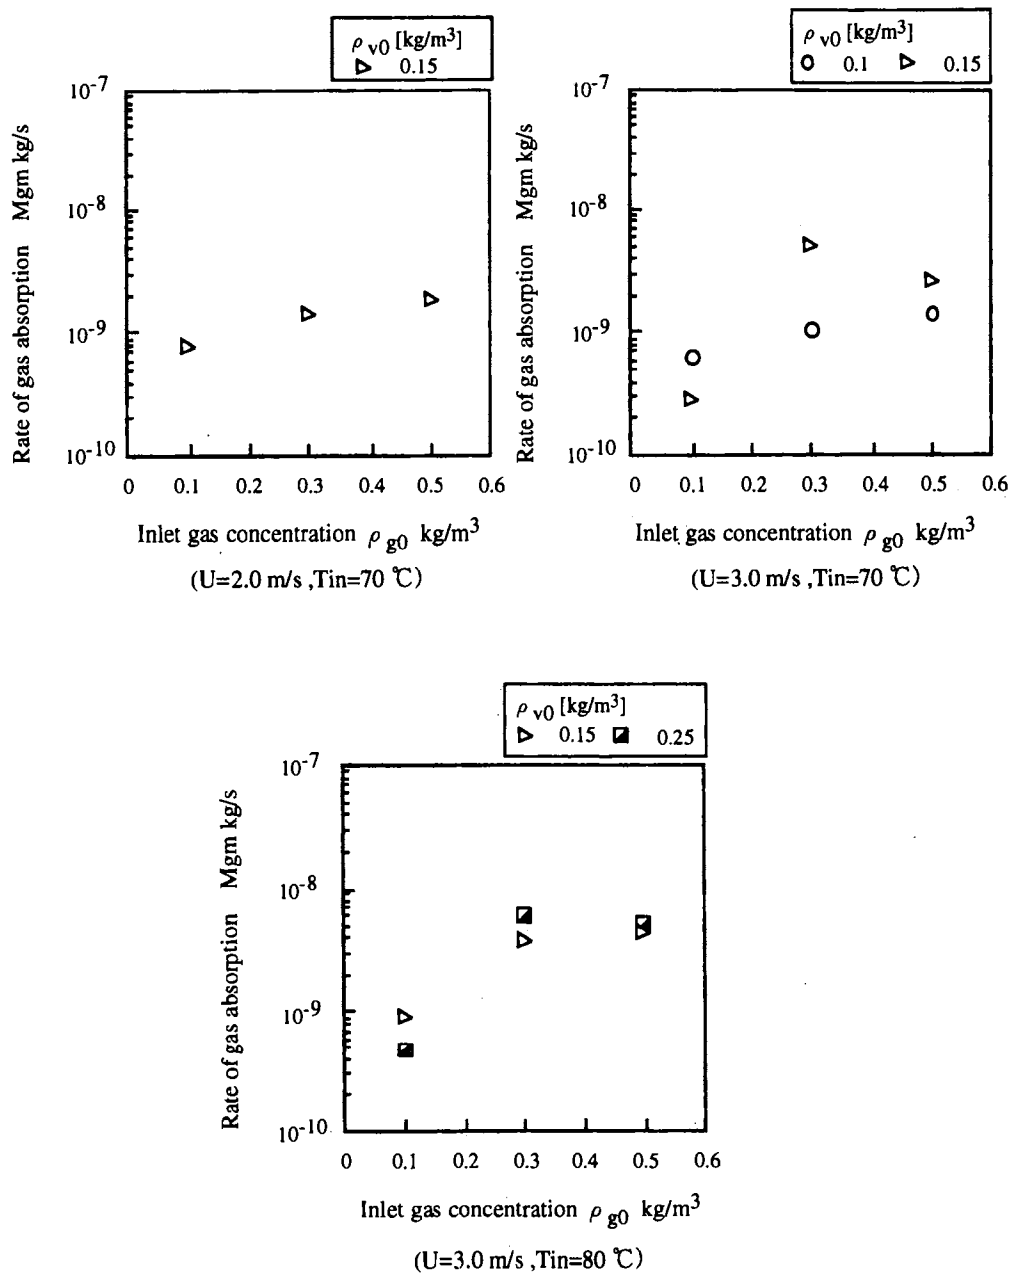 ρv0 [kg/m³]
0.15
10⁻⁷
10⁻⁸
10⁻⁹
10⁻¹⁰
Rate of gas absorption Mgm kg/s
0 0.1 0.2 0.3 0.4 0.5 0.6
Inlet gas concentration ρg0 kg/m³
(U=2.0 m/s ,Tin=70 ℃)
ρv0 [kg/m³]
0.1 0.15
10⁻⁷
10⁻⁸
10⁻⁹
10⁻¹⁰
Rate of gas absorption Mgm kg/s
0 0.1 0.2 0.3 0.4 0.5 0.6
Inlet gas concentration ρg0 kg/m³
(U=3.0 m/s ,Tin=70 ℃)
ρv0 [kg/m³]
0.15 0.25
10⁻⁷
10⁻⁸
10⁻⁹
10⁻¹⁰
Rate of gas absorption Mgm kg/s
0 0.1 0.2 0.3 0.4 0.5 0.6
Inlet gas concentration ρg0 kg/m³
(U=3.0 m/s ,Tin=80 ℃)